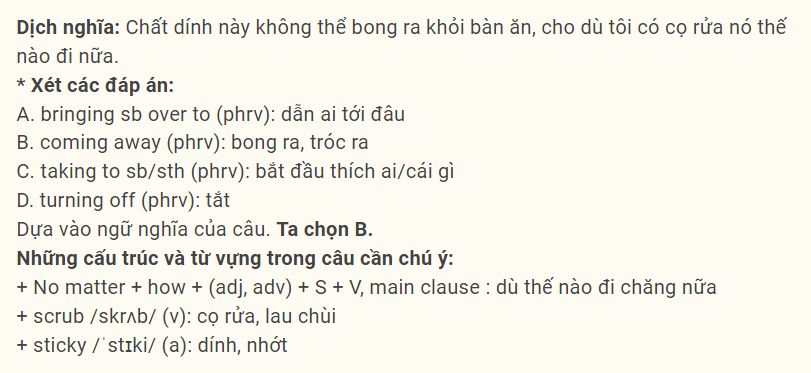 Dịch nghĩa: Chất dính này không thể bong ra khỏi bàn ăn, cho dù tôi có cọ rửa nó thế
nào đi nữa.
* Xét các đáp án:
A. bringing sb over to (phrv): dẫn ai tới đâu
B. coming away (phrv): bong ra, tróc ra
C. taking to sb/sth (phrv): bắt đầu thích ai/cái gì
D. turning off (phrv): tắt
Dựa vào ngữ nghĩa của câu. Ta chọn B.
Những cấu trúc và từ vựng trong câu cần chú ý:
+ No matter + how + (adj, adv) + S + V, main clause : dù thế nào đi chăng nữa
+ scrub /skrʌb/ (v): cọ rửa, lau chùi
+ sticky /ˈstɪki/ (a): dính, nhớt